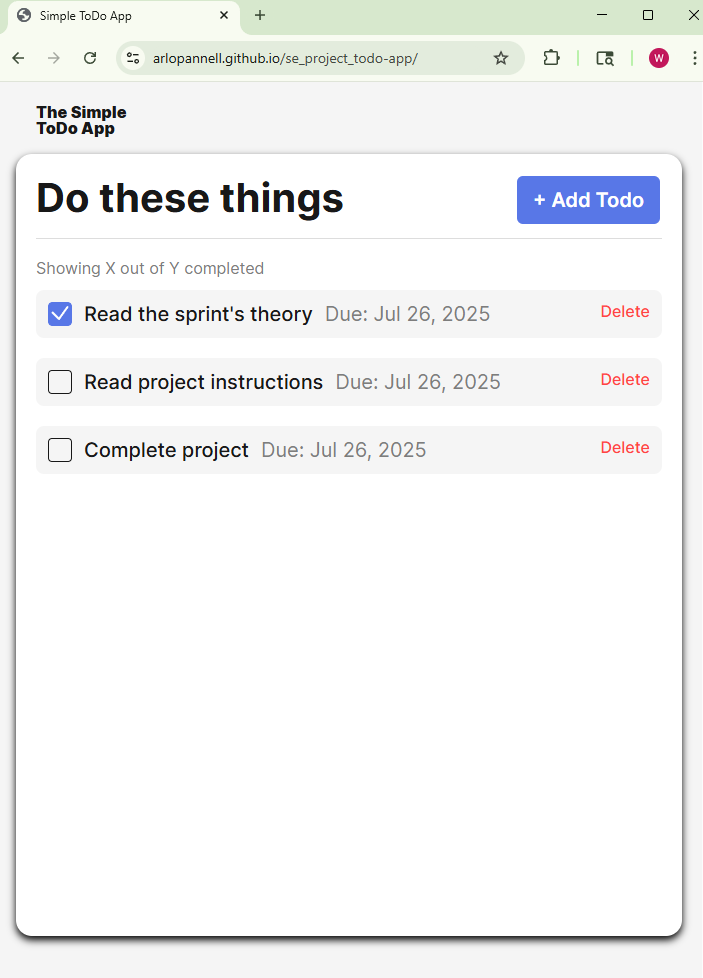 Simple ToDo App
arlopannell.github.io/se_project_todo-app/
W
The Simple
ToDo App
Do these things
+ Add Todo
Showing X out of Y completed
Read the sprint's theory Due: Jul 26, 2025 Delete
Read project instructions Due: Jul 26, 2025 Delete
Complete project Due: Jul 26, 2025 Delete